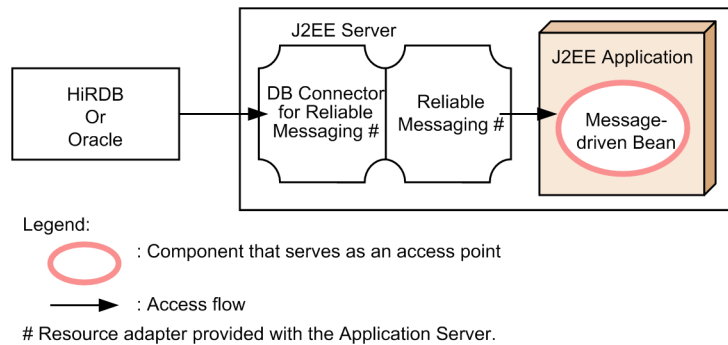 J2EE Server
HiRDB
Or
Oracle
DB Connector
for Reliable
Messaging #
Reliable
Messaging #
J2EE Application
Message-
driven Bean
Legend:
: Component that serves as an access point
: Access flow
# Resource adapter provided with the Application Server.